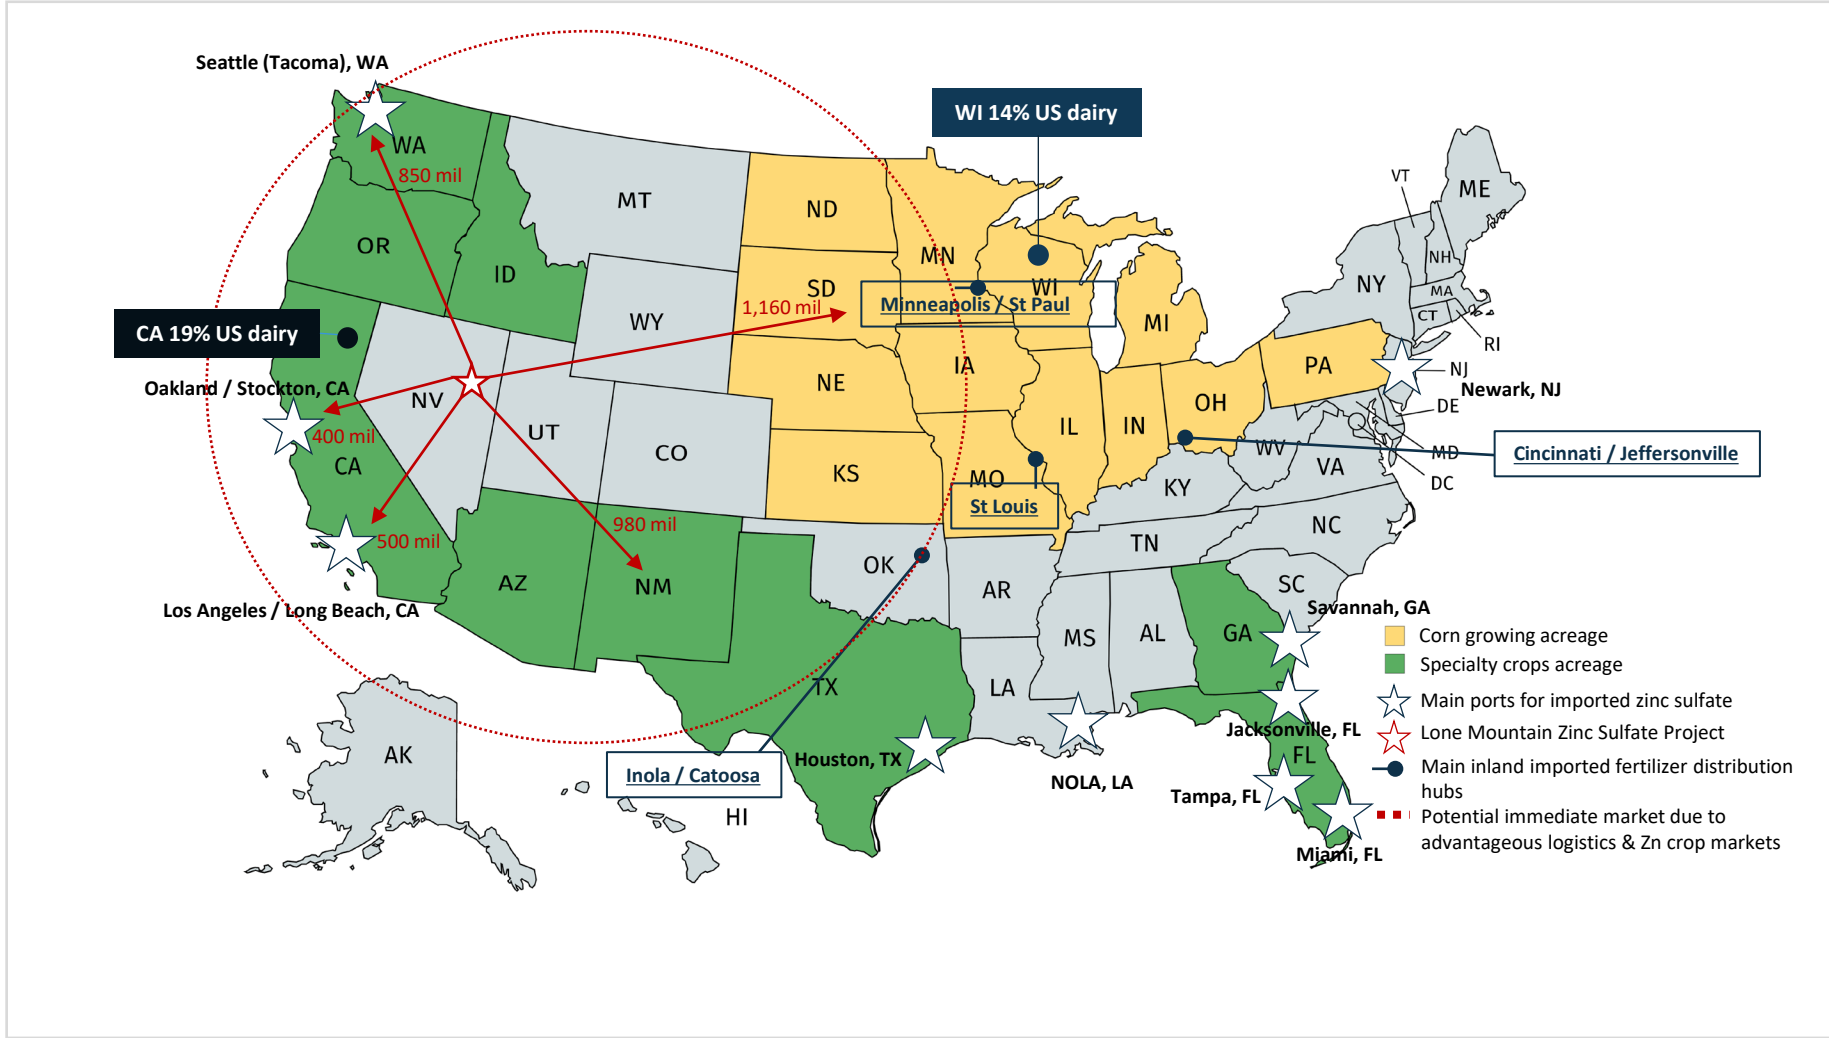 Seattle (Tacoma), WA
WI 14% US dairy
WA
850 mil
MT
ND
VT
ME
OR
ID
MN
NH
SD
WI
NY
MA
1,160 mil
Minneapolis / St Paul
CT
WY
MI
CA 19% US dairy
RI
IA
PA
NJ
Oakland / Stockton, CA
NV
NE
Newark, NJ
OH
DE
400 mil
UT
IL
IN
CO
WV
MD
Cincinnati / Jeffersonville
CA
KS
MO
KY
VA
DC
St Louis
500 mil
980 mil
NC
TN
OK
AZ
NM
AR
SC
Los Angeles / Long Beach, CA
Savannah, GA
MS
AL
GA
Corn growing acreage
Specialty crops acreage
TX
LA
Main ports for imported zinc sulfate
Jacksonville, FL
Lone Mountain Zinc Sulfate Project
AK
Houston, TX
FL
Inola / Catoosa
NOLA, LA
Main inland imported fertilizer distribution
hubs
Tampa, FL
HI
Potential immediate market due to
advantageous logistics & Zn crop markets
Miami, FL